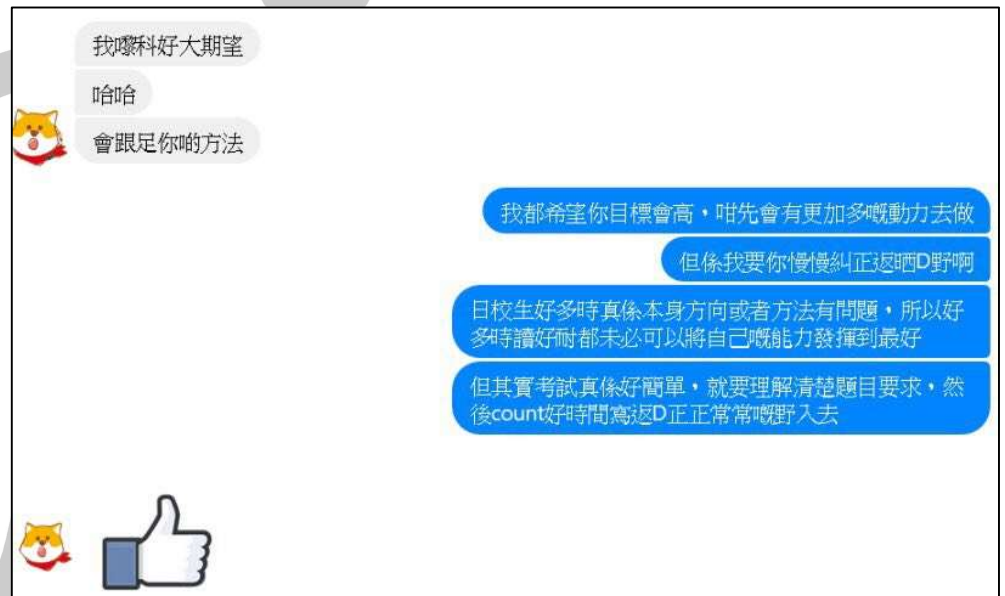 我嚟科好大期望
哈哈
會跟足你啲方法
我都希望你目標會高，咁先會有更加多嘅動力去做
但係我要你慢慢糾正返晒D野啊
日校生好多時真係本身方向或者方法有問題，所以好
多時讀好耐都未必可以將自己嘅能力發揮到最好
但其實考試真係好簡單，就要理解清楚題目要求，然
後count好時間寫返D正正常常嘅野入去